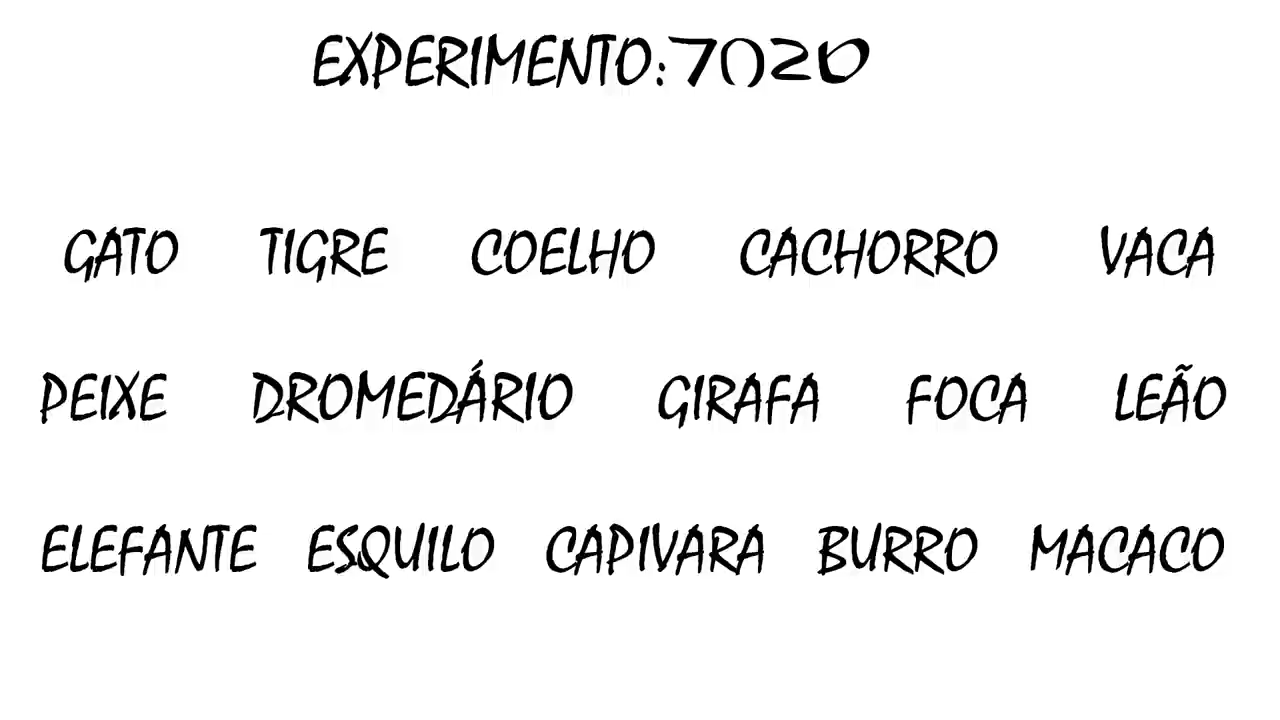 EXPERIMENTO: 7020
GATO TIGRE COELHO CACHORRO VACA
PEIXE DROMEDÁRIO GIRAFA FOCA LEÃO
ELEFANTE ESQUILO CAPIVARA BURRO MACACO